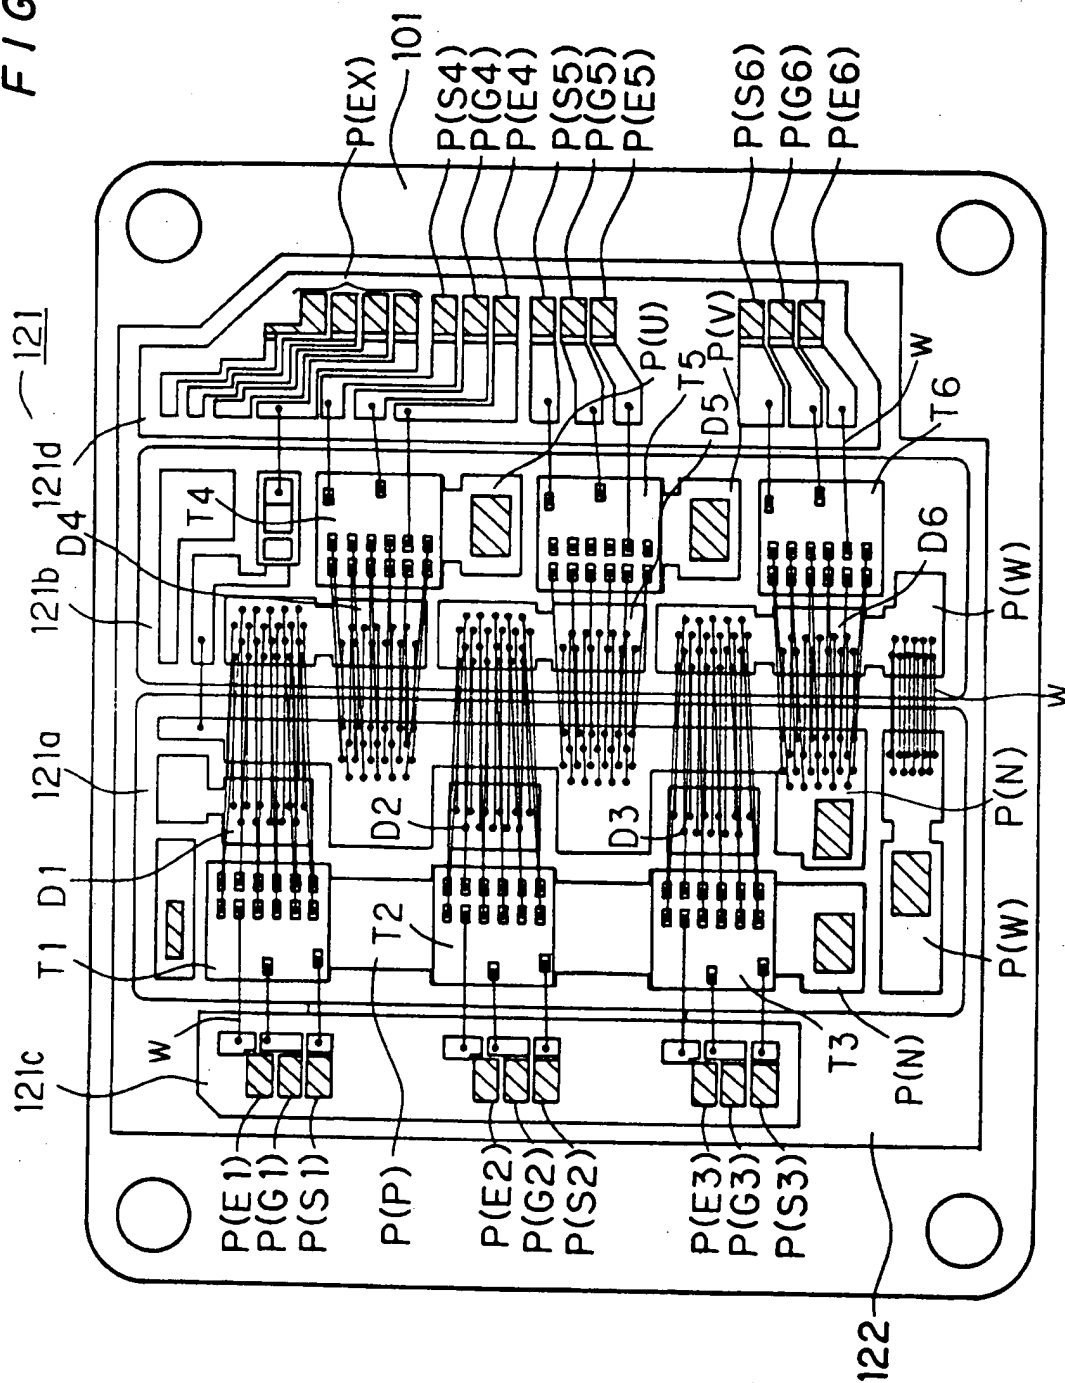 FIG
121
101
P(EX)
P(S4)
P(G4)
P(E4)
P(S5)
P(G5)
P(E5)
P(S6)
P(G6)
P(E6)
121d
121b
121a
121c
T4
D4
P(U)
T5
P(V)
D5
W
T6
D6
P(W)
W
D1
T1
D2
T2
D3
T3
P(N)
P(W)
P(N)
W
P(E1)
P(G1)
P(S1)
P(P)
P(E2)
P(G2)
P(S2)
P(E3)
P(G3)
P(S3)
122